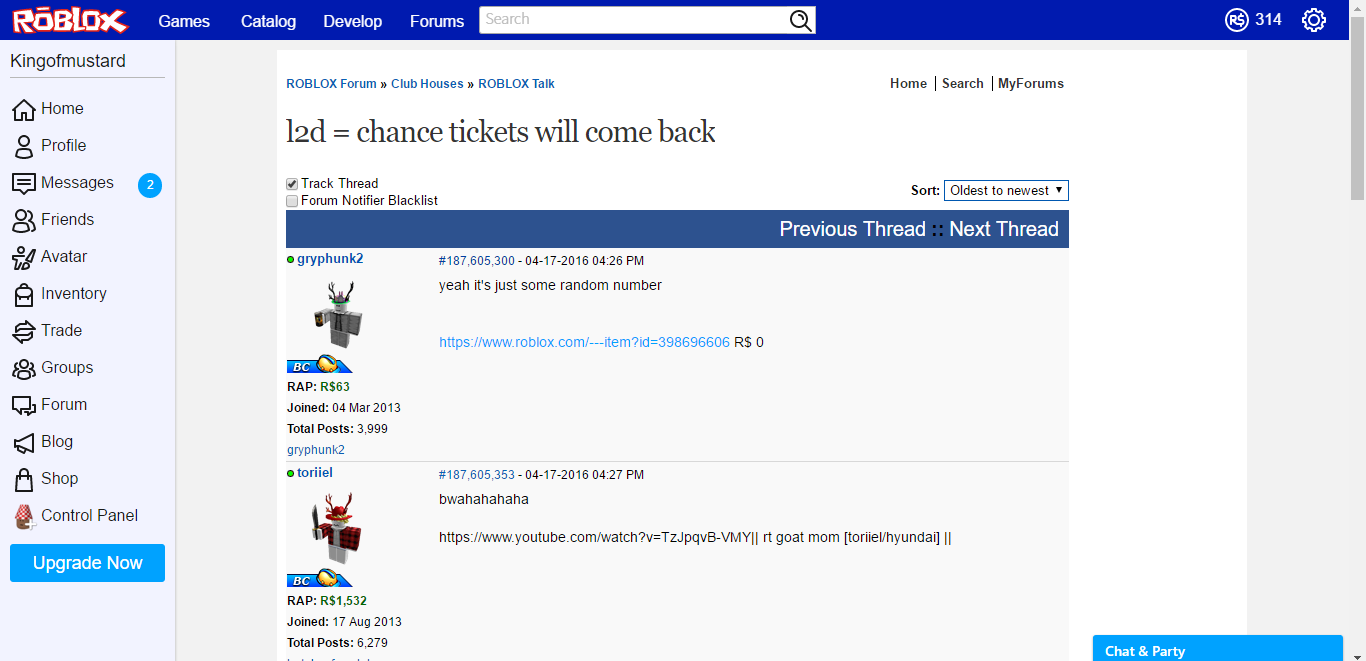 ROBLOX Games Catalog Develop Forums Search R$ 314
Kingofmustard
Home
Profile
Messages 2
Friends
Avatar
Inventory
Trade
Groups
Forum
Blog
Shop
Control Panel
Upgrade Now
ROBLOX Forum » Club Houses » ROBLOX Talk
Home Search MyForums
l2d = chance tickets will come back
Track Thread
Forum Notifier Blacklist
Sort: Oldest to newest
Previous Thread :: Next Thread
gryphunk2
#187,605,300 - 04-17-2016 04:26 PM
yeah it's just some random number
https://www.roblox.com/---item?id=398696606 R$ 0
BC
RAP: R$63
Joined: 04 Mar 2013
Total Posts: 3,999
gryphunk2
toriiel
#187,605,353 - 04-17-2016 04:27 PM
bwahahahaha
https://www.youtube.com/watch?v=TzJpqvB-VMY|| rt goat mom [toriiel/hyundai] ||
BC
RAP: R$1,532
Joined: 17 Aug 2013
Total Posts: 6,279
Chat & Party